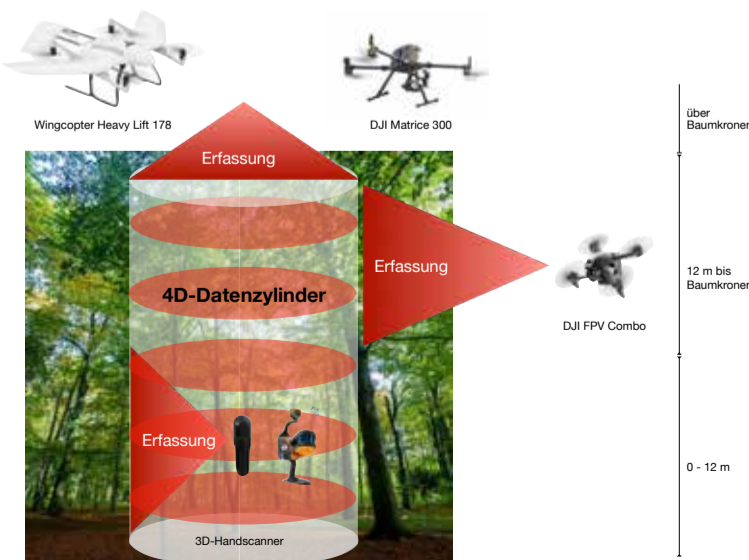 Wingcopter Heavy Lift 178
DJI Matrice 300
über
Baumkronen
Erfassung
Erfassung
12 m bis
Baumkronen
4D-Datenzylinder
DJI FPV Combo
Erfassung
0 - 12 m
3D-Handscanner